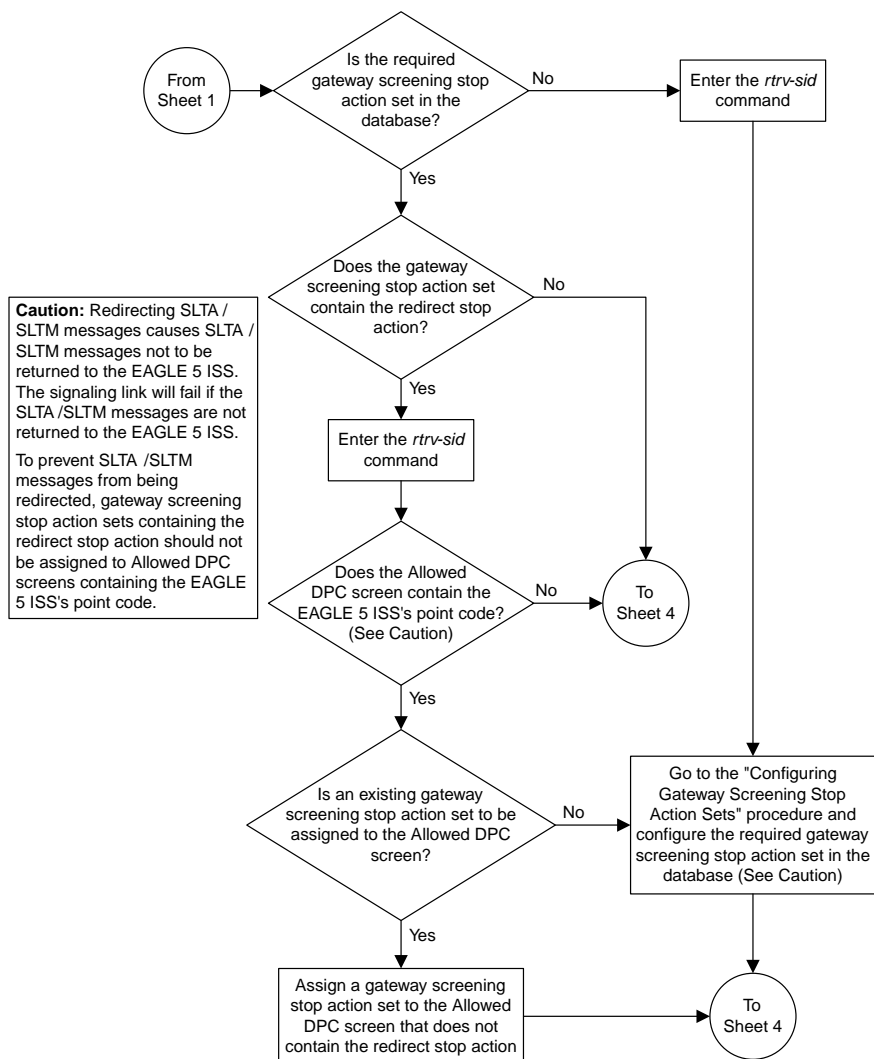 From
Sheet 1
Is the required
gateway screening stop
action set in the
database?
No
Enter the rtrv-sid
command
Yes
Does the gateway
screening stop action set
contain the redirect stop
action?
No
Caution: Redirecting SLTA /
SLTM messages causes SLTA /
SLTM messages not to be
returned to the EAGLE 5 ISS.
The signaling link will fail if the
SLTA /SLTM messages are not
returned to the EAGLE 5 ISS.
To prevent SLTA /SLTM
messages from being
redirected, gateway screening
stop action sets containing the
redirect stop action should not
be assigned to Allowed DPC
screens containing the EAGLE
5 ISS's point code.
Yes
Enter the rtrv-sid
command
Does the Allowed
DPC screen contain the
EAGLE 5 ISS's point code?
(See Caution)
No
To
Sheet 4
Yes
Is an existing gateway
screening stop action set to be
assigned to the Allowed DPC
screen?
No
Go to the "Configuring
Gateway Screening Stop
Action Sets" procedure and
configure the required gateway
screening stop action set in the
database (See Caution)
Yes
Assign a gateway screening
stop action set to the Allowed
DPC screen that does not
contain the redirect stop action
To
Sheet 4